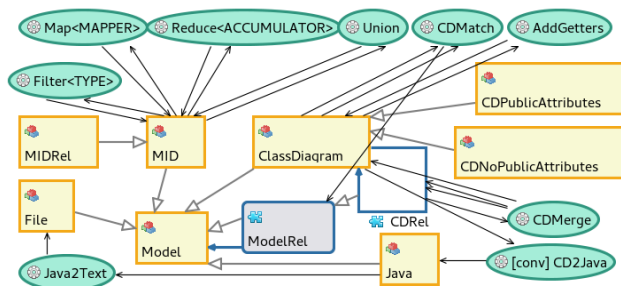 Map<MAPPER>
Reduce<ACCUMULATOR>
Union
CDMatch
AddGetters
Filter<TYPE>
CDPublicAttributes
MIDRel
MID
ClassDiaqram
CDNoPublicAttributes
File
Model
ModelRel
CDRel
CDMerge
Java2Text
Java
[conv] CD2Java